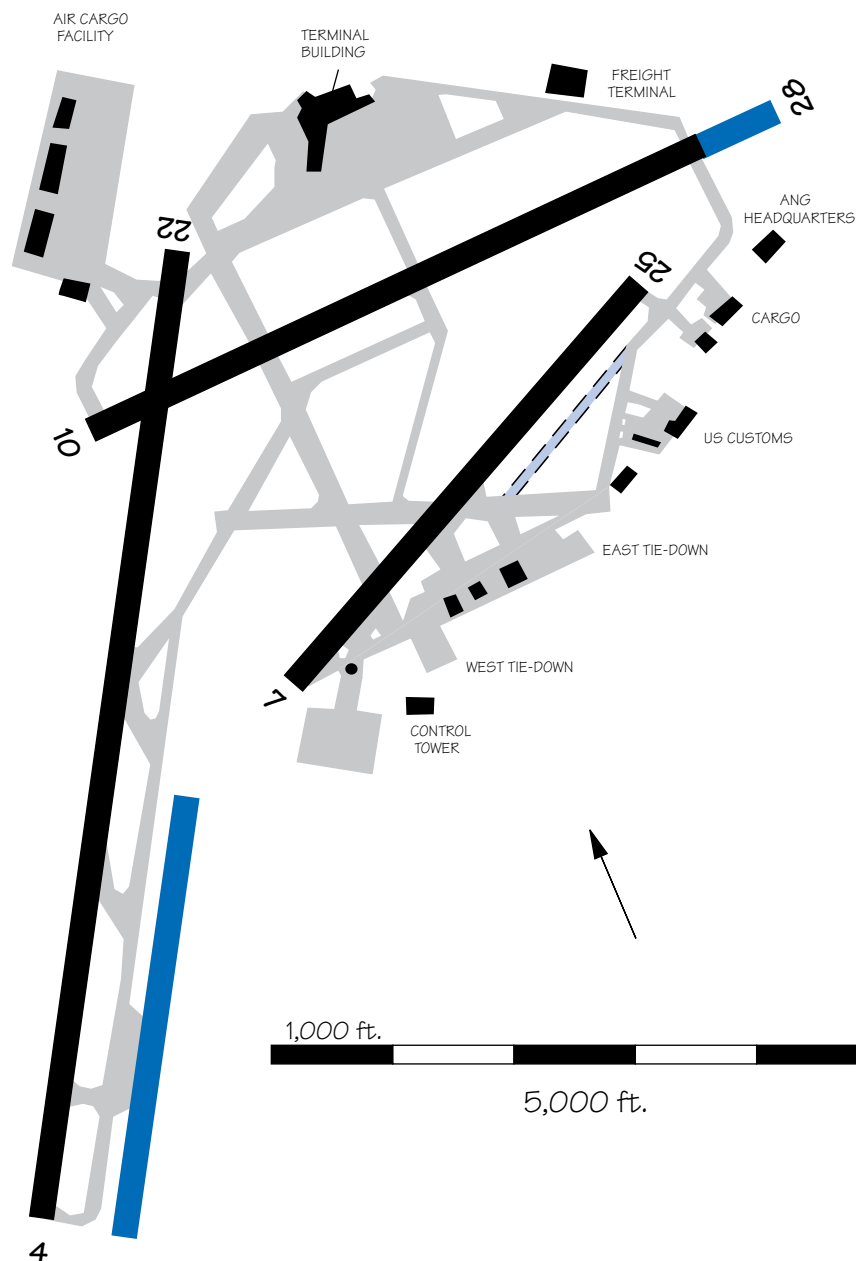 AIR CARGO
FACILITY
TERMINAL
BUILDING
FREIGHT
TERMINAL
28
ANG
HEADQUARTERS
22
25
CARGO
10
US CUSTOMS
EAST TIE-DOWN
WEST TIE-DOWN
7
CONTROL
TOWER
1,000 ft.
5,000 ft.
4